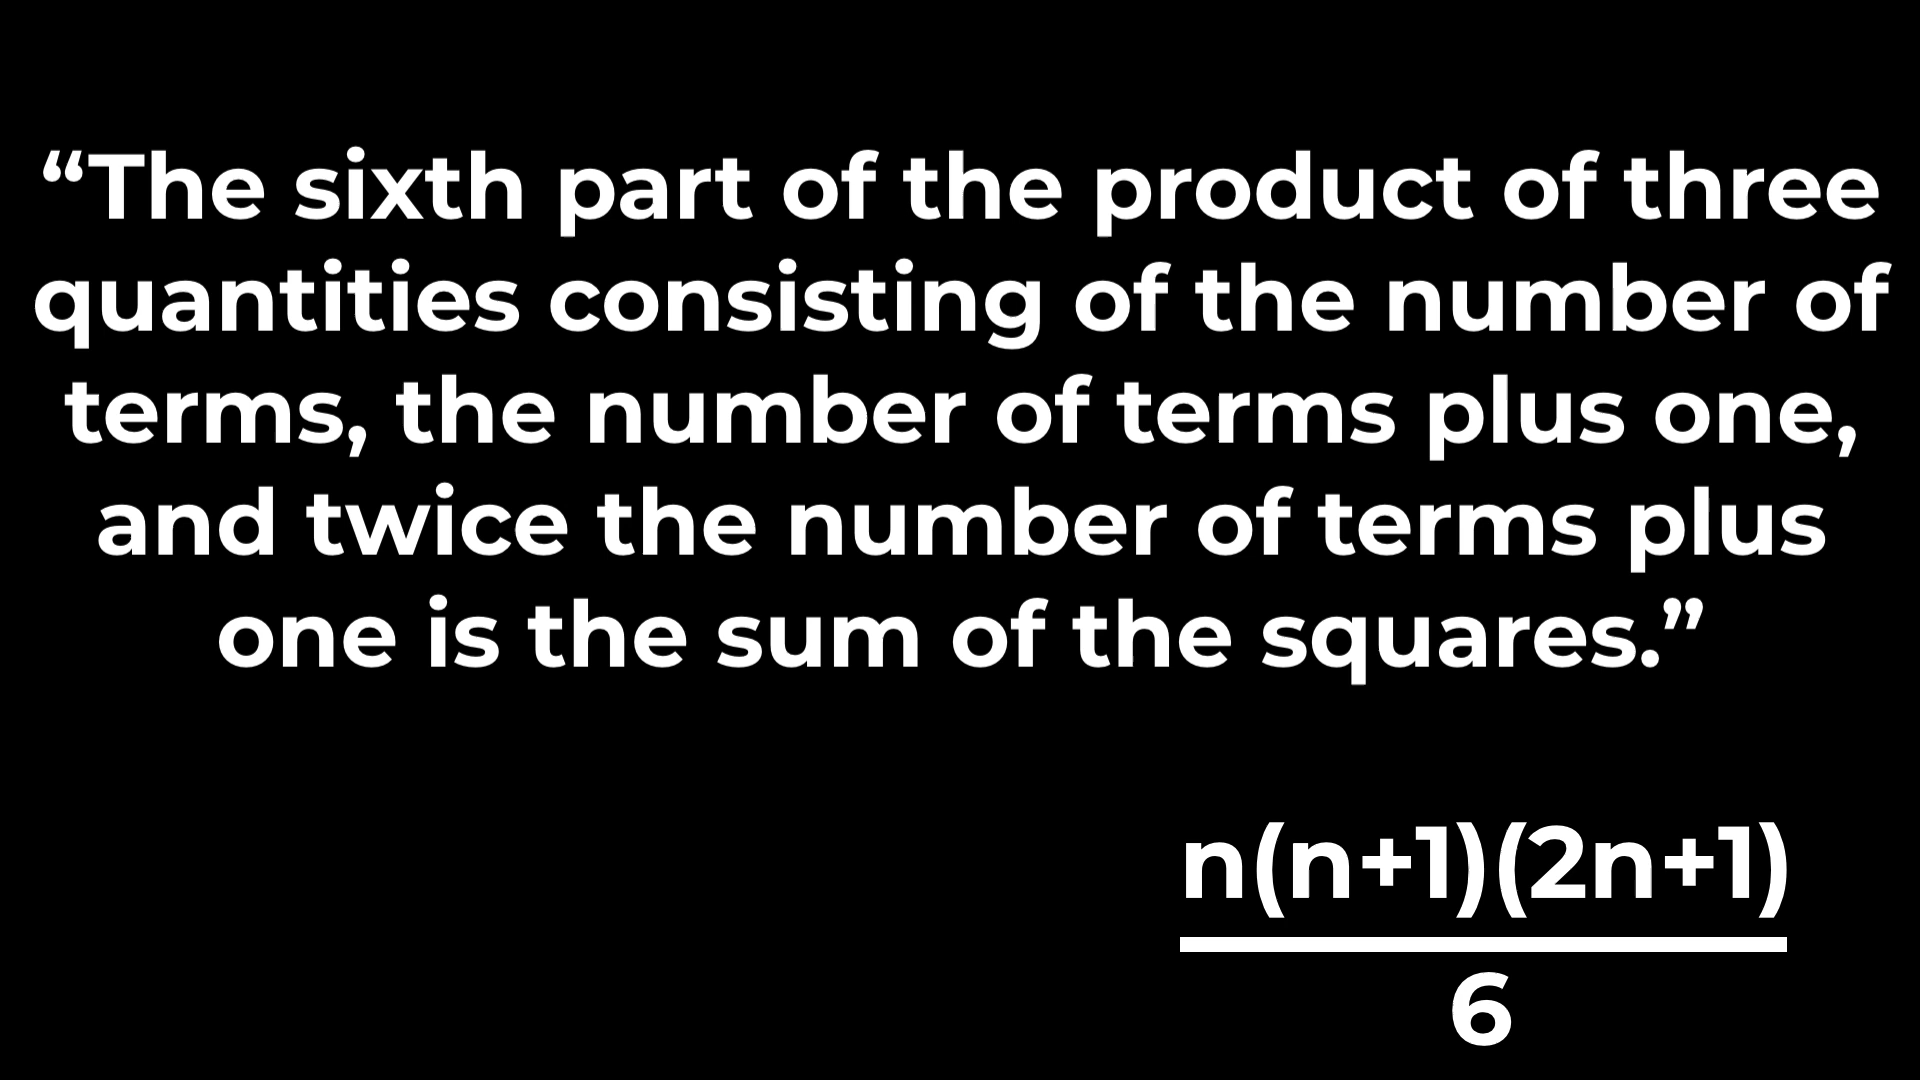 “The sixth part of the product of three
quantities consisting of the number of
terms, the number of terms plus one,
and twice the number of terms plus
one is the sum of the squares.”
n(n+1)(2n+1)
6